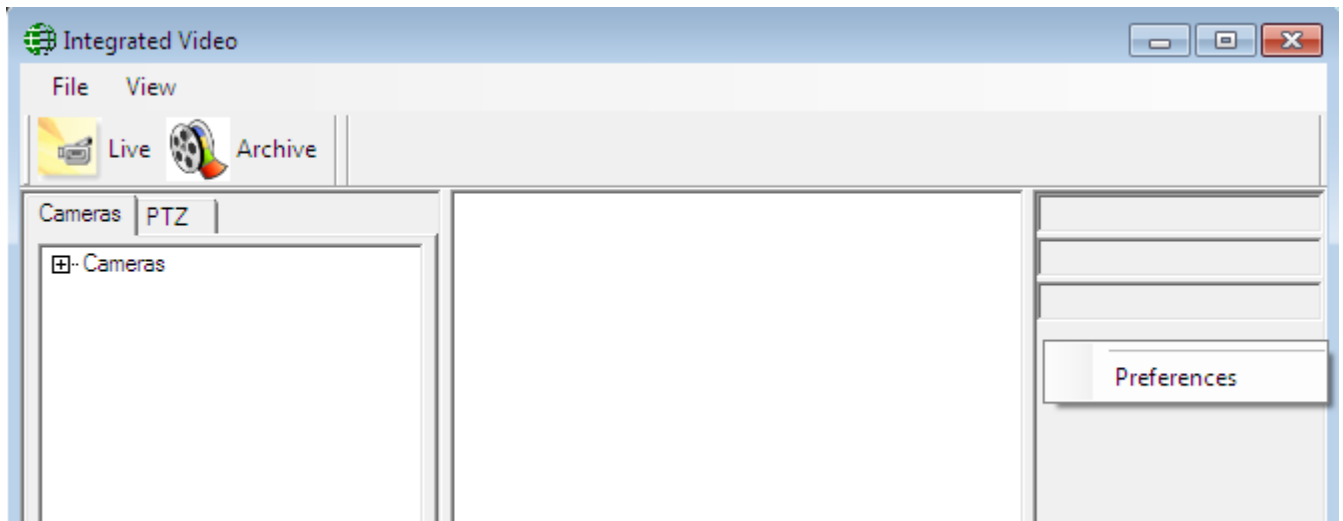 Integrated Video
File View
Live Archive
Cameras PTZ
Cameras
Preferences